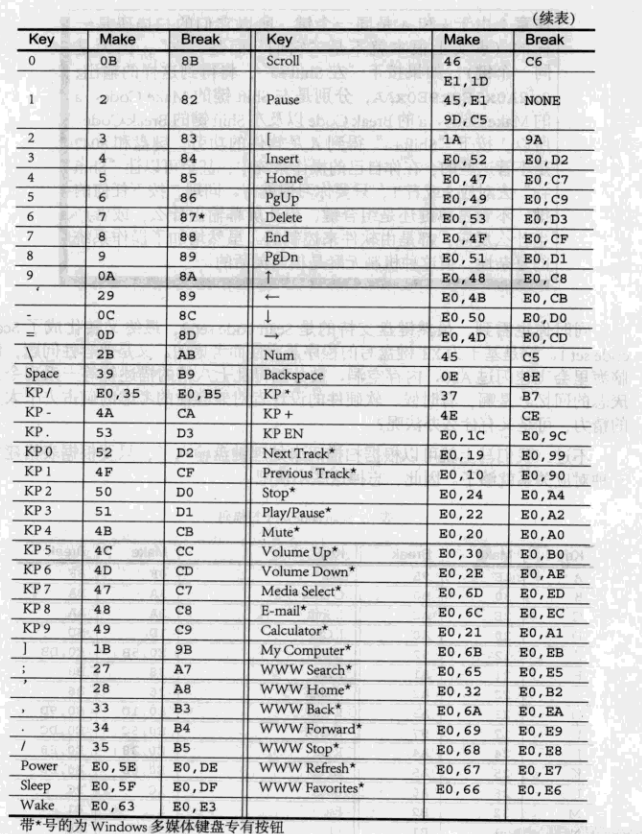 (续表)
Key Make Break Key Make Break
0 0B 8B Scroll 46 C6
E1, 1D
1 2 82 Pause 45, E1 NONE
9D, C5
2 3 83 [ 1A 9A
3 4 84 Insert E0,52 E0,D2
4 5 85 Home E0,47 E0,C7
5 6 86 PgUp E0,49 E0,C9
6 7 87* Delete E0,53 E0,D3
7 8 88 End E0,4F E0,CF
8 9 89 PgDn E0,51 E0,D1
9 0A 8A ↑ E0,48 E0,C8
‘ 29 89 ← E0,4B E0,CB
- 0C 8C ↓ E0,50 E0,D0
= 0D 8D → E0,4D E0,CD
\ 2B AB Num 45 C5
Space 39 B9 Backspace 0E 8E
KP / E0,35 E0,B5 KP* 37 B7
KP - 4A CA KP + 4E CE
KP . 53 D3 KP EN E0,1C E0,9C
KP 0 52 D2 Next Track* E0,19 E0,99
KP 1 4F CF Previous Track* E0,10 E0,90
KP 2 50 D0 Stop* E0,24 E0,A4
KP 3 51 D1 Play/Pause* E0,22 E0,A2
KP 4 4B CB Mute* E0,20 E0,A0
KP 5 4C CC Volume Up* E0,30 E0,B0
KP 6 4D CD Volume Down* E0,2E E0,AE
KP 7 47 C7 Media Select* E0,6D E0,ED
KP 8 48 C8 E-mail* E0,6C E0,EC
KP 9 49 C9 Calculator* E0,21 E0,A1
] 1B 9B My Computer* E0,6B E0,EB
; 27 A7 WWW Search* E0,65 E0,E5
’ 28 A8 WWW Home* E0,32 E0,B2
, 33 B3 WWW Back* E0,6A E0,EA
. 34 B4 WWW Forward* E0,69 E0,E9
/ 35 B5 WWW Stop* E0,68 E0,E8
Power E0,5E E0,DE WWW Refresh* E0,67 E0,E7
Sleep E0,5F E0,DF WWW Favorites* E0,66 E0,E6
Wake E0,63 E0,E3
带*号的为 Windows 多媒体键盘专有按钮